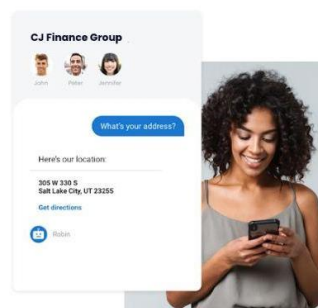 CJ Finance Group
John Peter Jennifer
What's your address?
Here's our location:
305 W 330 S
Salt Lake City, UT 23255
Get directions
Robin